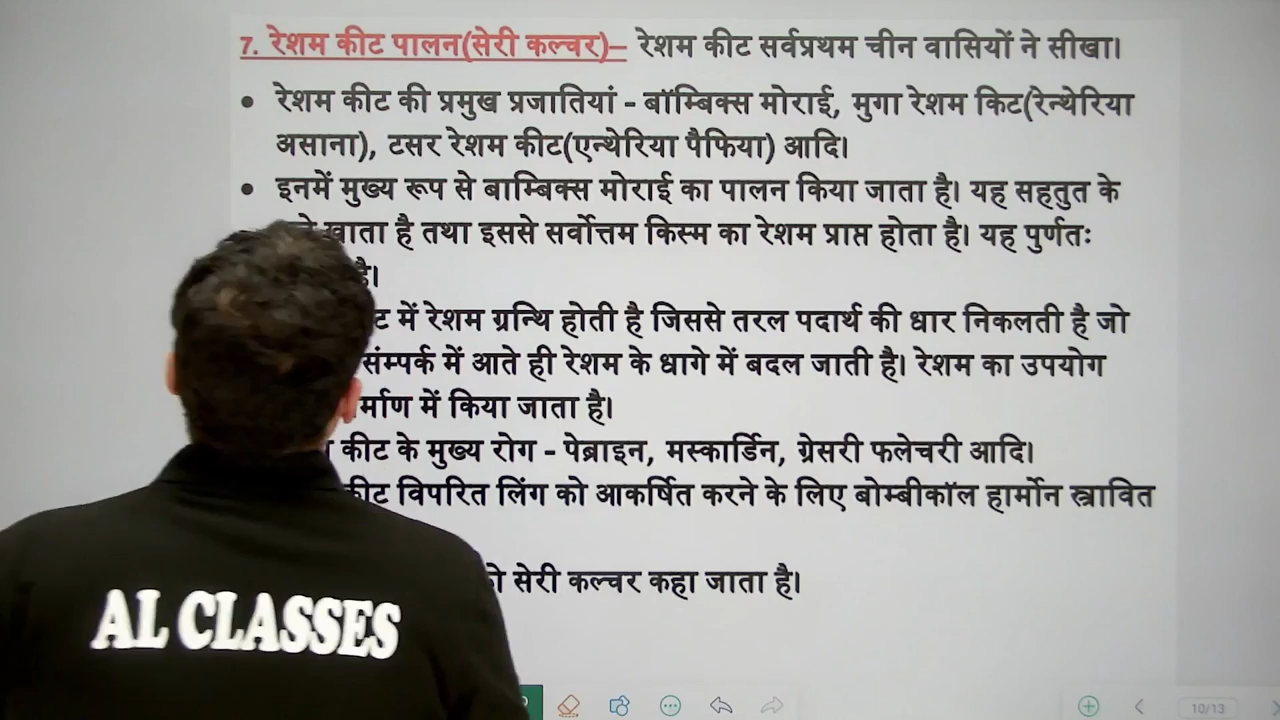 7. रेशम कीट पालन(सेरी कल्चर)– रेशम कीट सर्वप्रथम चीन वासियों ने सीखा।
• रेशम कीट की प्रमुख प्रजातियां - बॉम्बिक्स मोराई, मुगा रेशम किट(रेन्थेरिया
असाना), टसर रेशम कीट(एन्थेरिया पैफिया) आदि।
• इनमें मुख्य रूप से बाम्बिक्स मोराई का पालन किया जाता है। यह सहतुत के
खाता है तथा इससे सर्वोत्तम किस्म का रेशम प्राप्त होता है। यह पुर्णतः
है।
में रेशम ग्रन्थि होती है जिससे तरल पदार्थ की धार निकलती है जो
संम्पर्क में आते ही रेशम के धागे में बदल जाती है। रेशम का उपयोग
में किया जाता है।
कीट के मुख्य रोग - पेब्राइन, मस्कार्डिन, ग्रेसरी फलेचरी आदि।
कीट विपरित लिंग को आकर्षित करने के लिए बोम्बीकॉल हार्मोन स्त्रावित
सेरी कल्चर कहा जाता है।
AL CLASSES
10/13